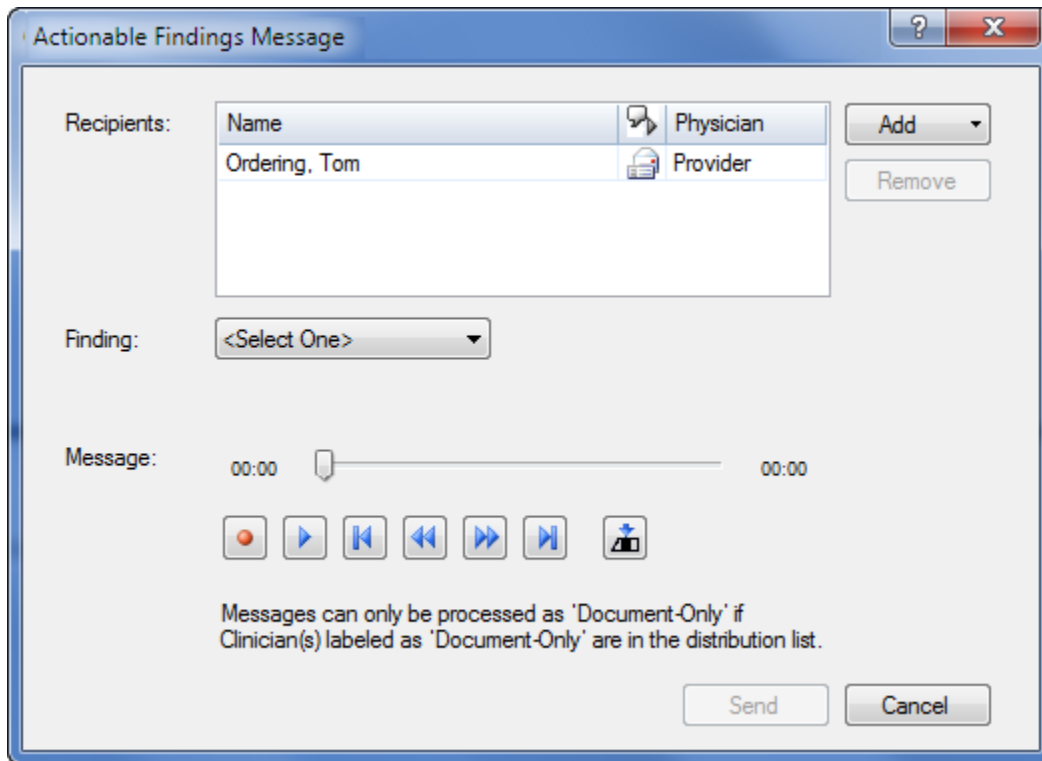 Actionable Findings Message
Recipients:
Name Physician
Add
Ordering, Tom Provider
Remove
Finding:
<Select One>
Message:
00:00 00:00
Messages can only be processed as 'Document-Only' if
Clinician(s) labeled as 'Document-Only' are in the distribution list.
Send Cancel